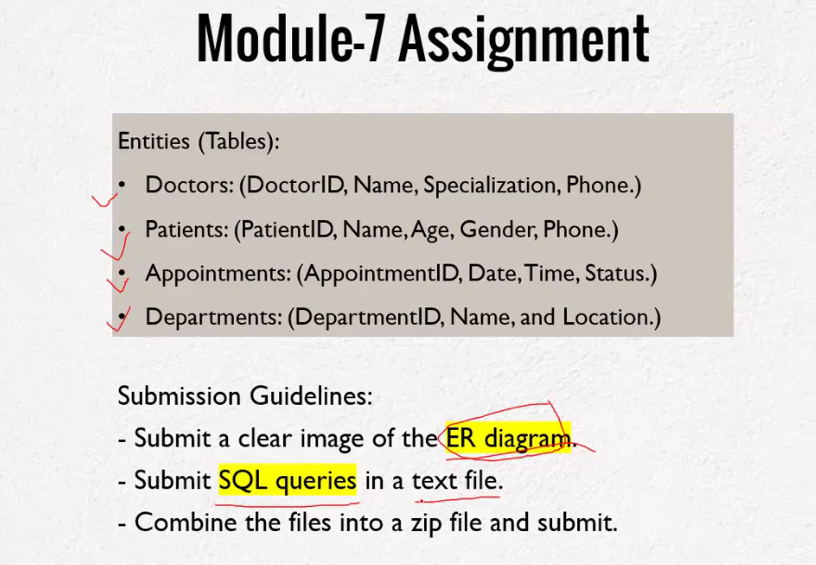 Module-7 Assignment
Entities (Tables):
• Doctors: (DoctorID, Name, Specialization, Phone.)
• Patients: (PatientID, Name, Age, Gender, Phone.)
• Appointments: (AppointmentID, Date, Time, Status.)
• Departments: (DepartmentID, Name, and Location.)
Submission Guidelines:
- Submit a clear image of the ER diagram.
- Submit SQL queries in a text file.
- Combine the files into a zip file and submit.